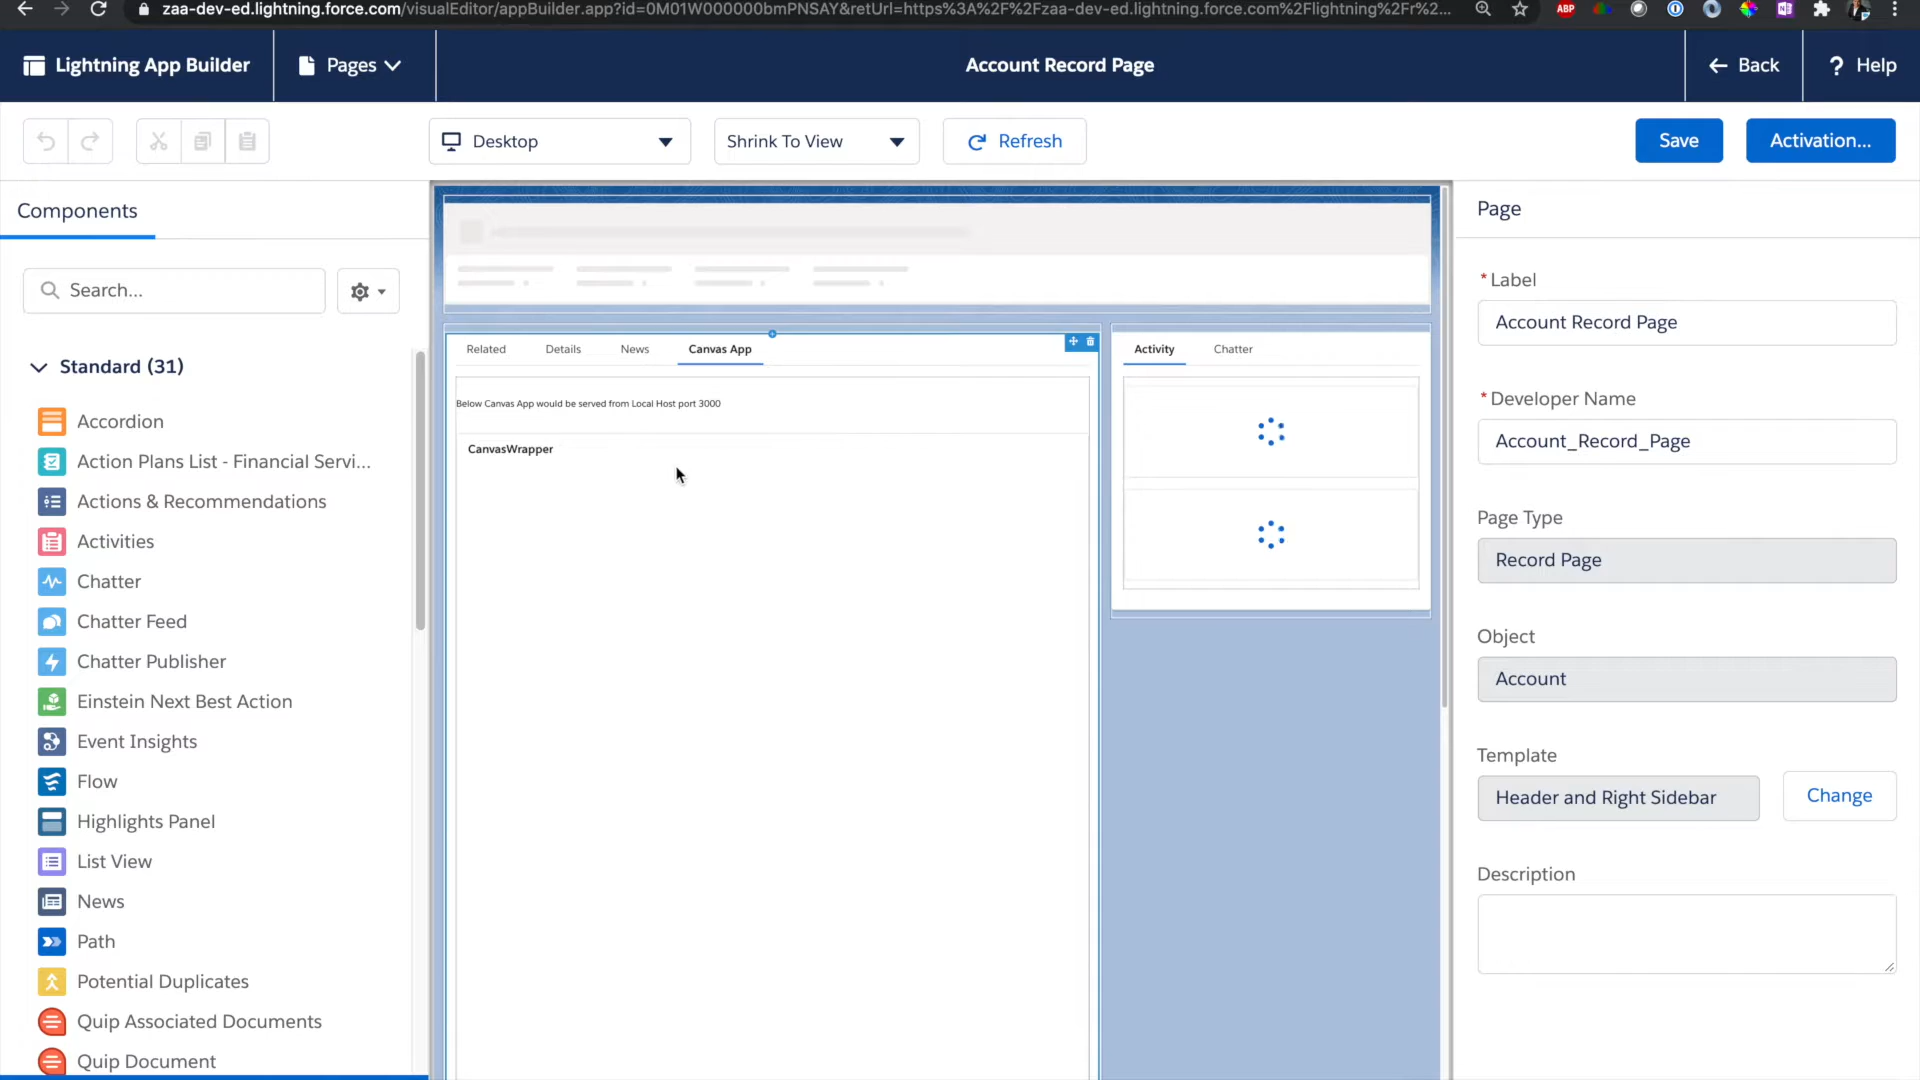 zaa-dev-ed.lightning.force.com/visualEditor/appBuilder.app?id=0M01W000000bmPNSAY&retUrl=https%3A%2F%2Fzaa-dev-ed.lightning.force.com%2Flightning%2Fr%2...
ABP
Lightning App Builder
Pages
Account Record Page
Back
? Help
Desktop
Shrink To View
Refresh
Save
Activation...
Components
Search...
Standard (31)
Accordion
Action Plans List - Financial Servi...
Actions & Recommendations
Activities
Chatter
Chatter Feed
Chatter Publisher
Einstein Next Best Action
Event Insights
Flow
Highlights Panel
List View
News
Path
Potential Duplicates
Quip Associated Documents
Quip Document
Related
Details
News
Canvas App
Below Canvas App would be served from Local Host port 3000
CanvasWrapper
Activity
Chatter
Page
*Label
Account Record Page
*Developer Name
Account_Record_Page
Page Type
Record Page
Object
Account
Template
Header and Right Sidebar
Change
Description